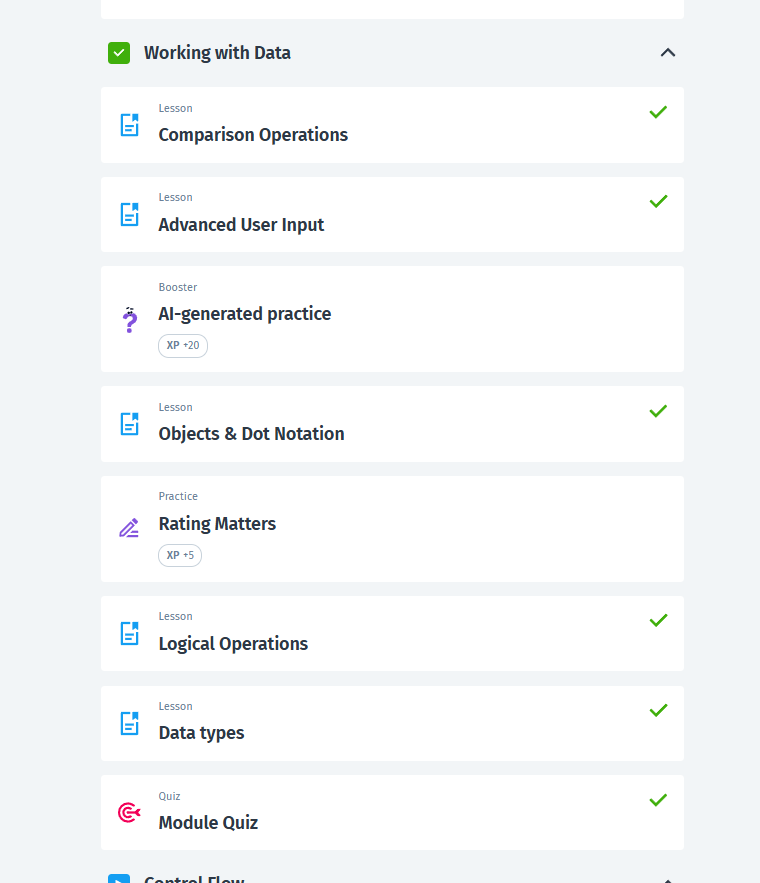 Working with Data
Lesson
Comparison Operations
Lesson
Advanced User Input
Booster
AI-generated practice
XP +20
Lesson
Objects & Dot Notation
Practice
Rating Matters
XP +5
Lesson
Logical Operations
Lesson
Data types
Quiz
Module Quiz
Control Flow